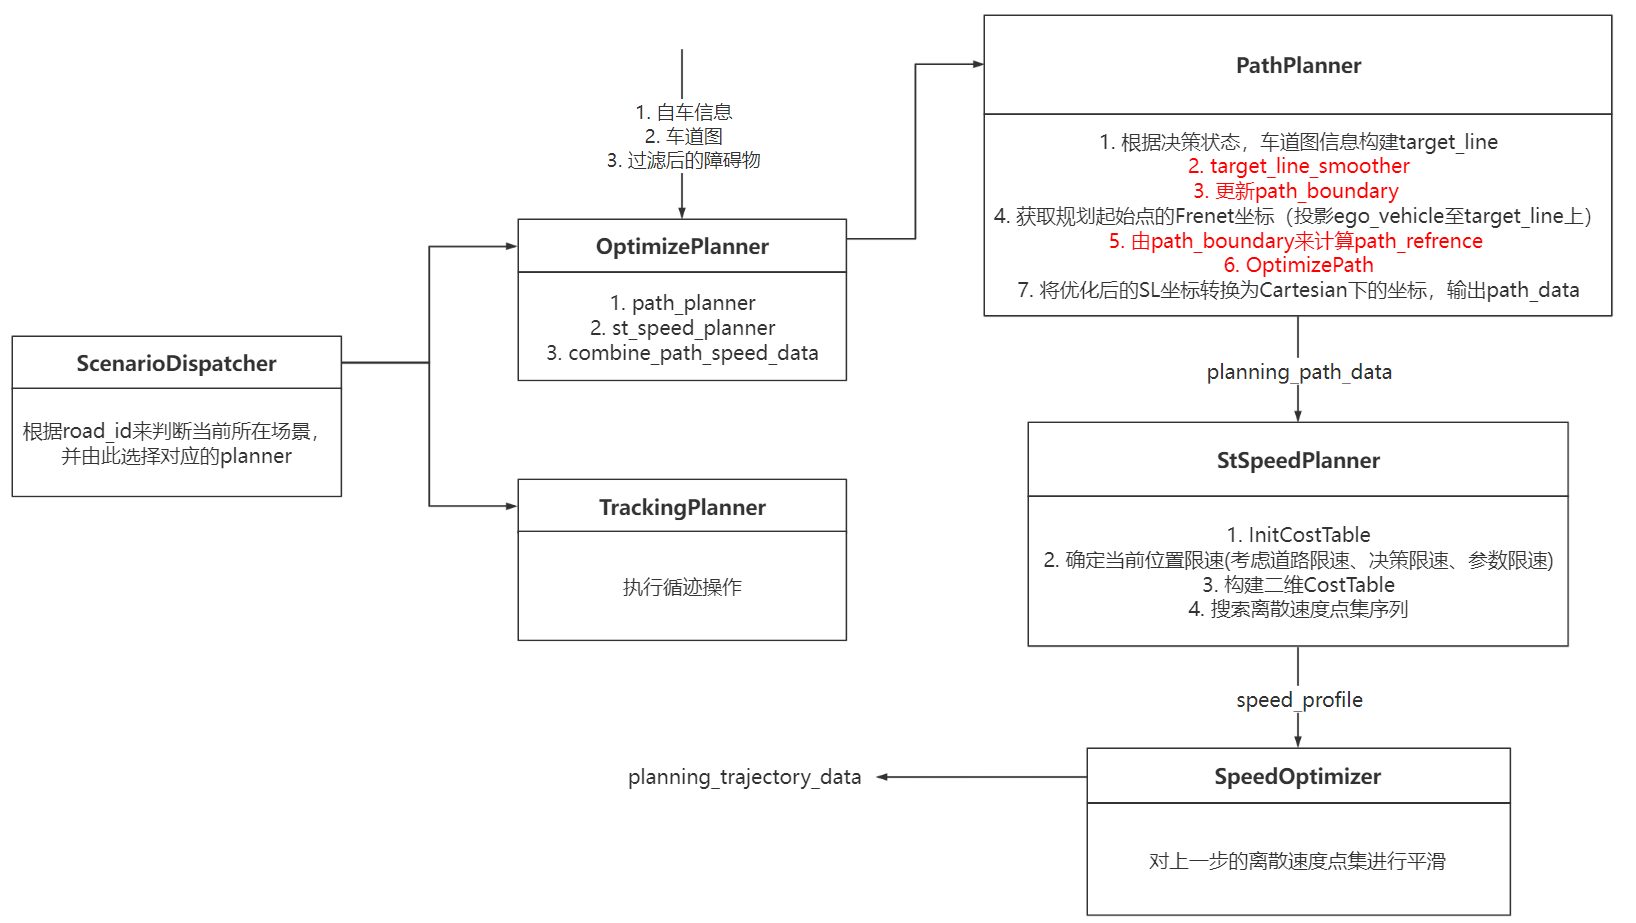 ScenarioDispatcher
根据road_id来判断当前所在场景，
并由此选择对应的planner
1. 自车信息
2. 车道图
3. 过滤后的障碍物
OptimizePlanner
1. path_planner
2. st_speed_planner
3. combine_path_speed_data
TrackingPlanner
执行循迹操作
PathPlanner
1. 根据决策状态，车道图信息构建target_line
2. target_line_smoother
3. 更新path_boundary
4. 获取规划起始点的Frenet坐标（投影ego_vehicle至target_line上）
5. 由path_boundary来计算path_refrence
6. OptimizePath
7. 将优化后的SL坐标转换为Cartesian下的坐标，输出path_data
planning_path_data
StSpeedPlanner
1. InitCostTable
2. 确定当前位置限速(考虑道路限速、决策限速、参数限速)
3. 构建二维CostTable
4. 搜索离散速度点集序列
speed_profile
SpeedOptimizer
对上一步的离散速度点集进行平滑
planning_trajectory_data